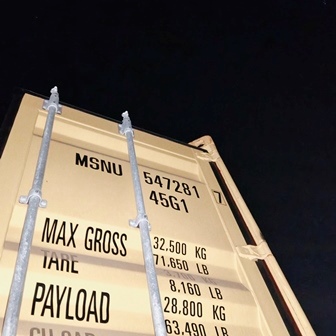 MSNU 547281 7
45G1
MAX GROSS 32,500 KG
71,650 LB
TARE
8,160 LB
PAYLOAD 28,800 KG
63,490 LB